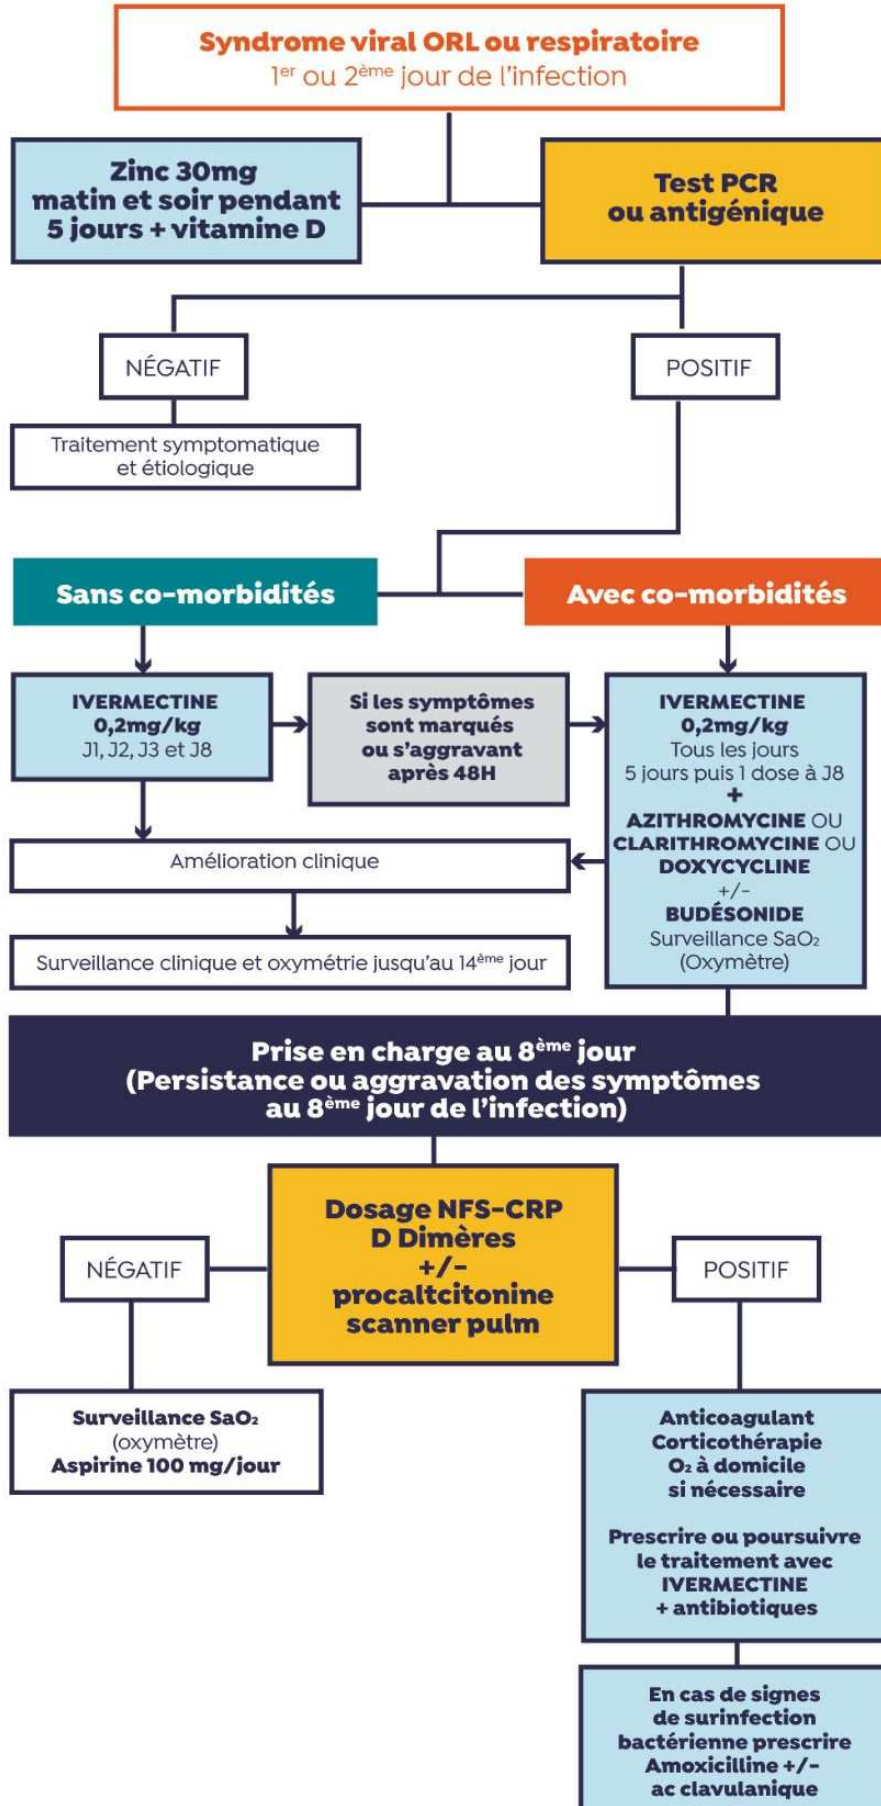 Syndrome viral ORL ou respiratoire
1er ou 2ème jour de l'infection
Zinc 30mg
matin et soir pendant
5 jours + vitamine D
Test PCR
ou antigénique
NÉGATIF
POSITIF
Traitement symptomatique
et étiologique
Sans co-morbidités
Avec co-morbidités
IVERMECTINE
0,2mg/kg
J1, J2, J3 et J8
Si les symptômes
sont marqués
ou s'aggravant
après 48H
IVERMECTINE
0,2mg/kg
Tous les jours
5 jours puis 1 dose à J8
+
AZITHROMYCINE OU
CLARITHROMYCINE OU
DOXYCYCLINE
+/-
BUDÉSONIDE
Surveillance SaO₂
(Oxymètre)
Amélioration clinique
Surveillance clinique et oxymétrie jusqu'au 14ème jour
Prise en charge au 8ème jour
(Persistance ou aggravation des symptômes
au 8ème jour de l'infection)
Dosage NFS-CRP
D Dimères
+/-
procaltcitonine
scanner pulm
NÉGATIF
POSITIF
Surveillance SaO₂
(oxymètre)
Aspirine 100 mg/jour
Anticoagulant
Corticothérapie
O₂ à domicile
si nécessaire
Prescrire ou poursuivre
le traitement avec
IVERMECTINE
+ antibiotiques
En cas de signes
de surinfection
bactérienne prescrire
Amoxicilline +/-
ac clavulanique